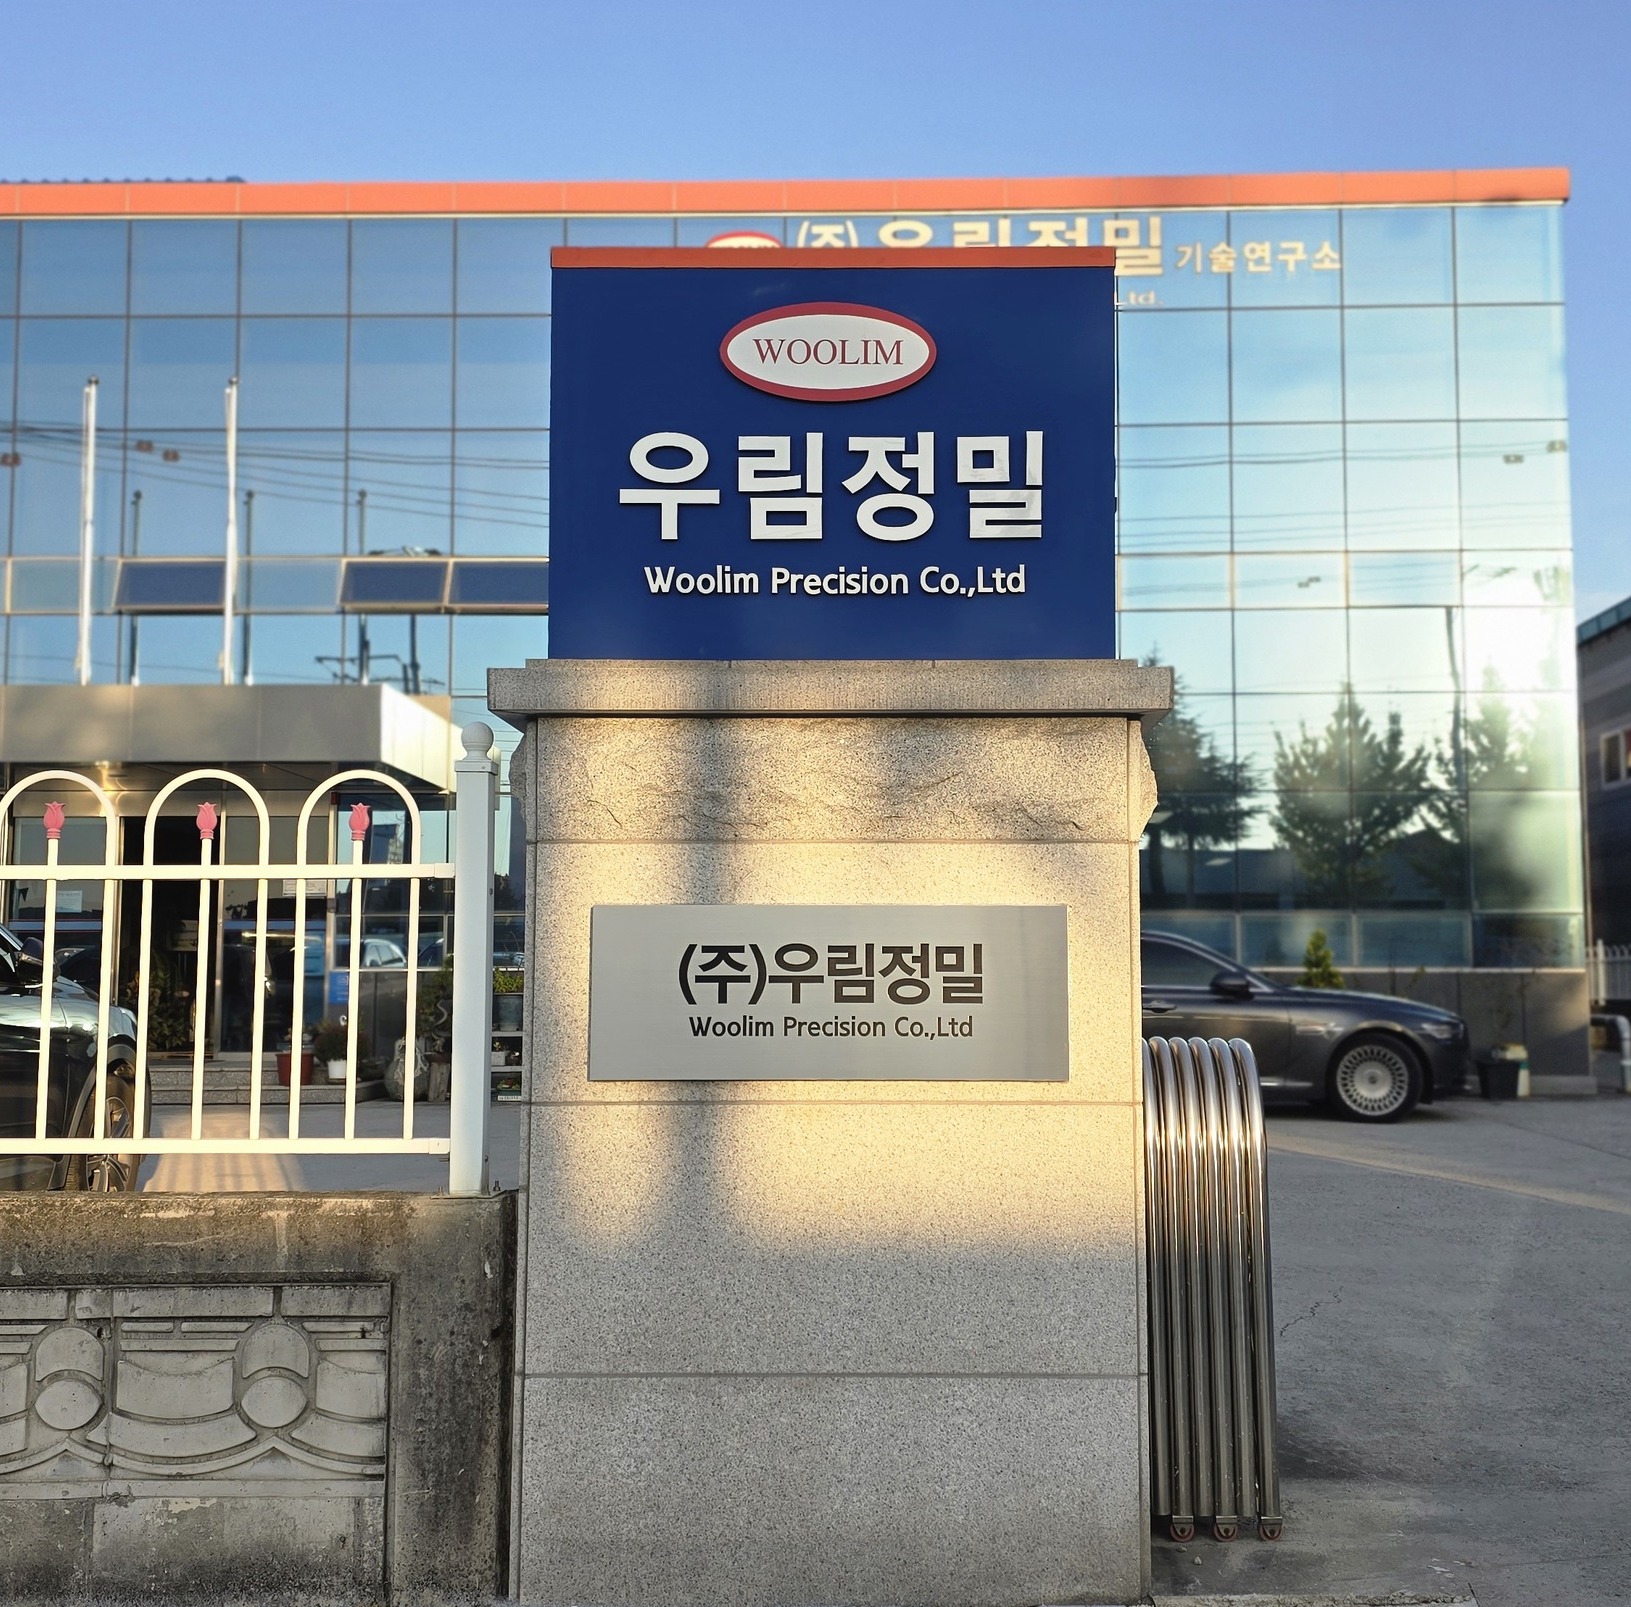 (주)우림정밀 기술연구소
Ltd.
WOOLIM
우림정밀
Woolim Precision Co.,Ltd
(주)우림정밀
Woolim Precision Co.,Ltd